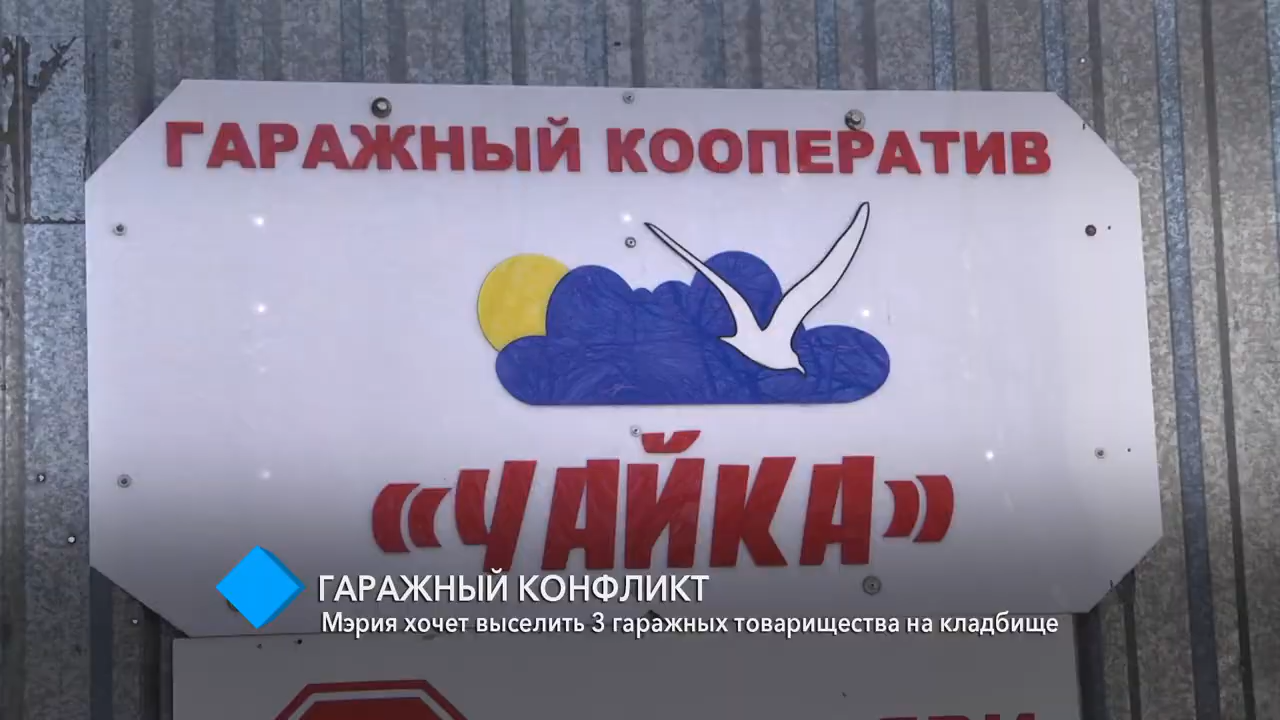 ГАРАЖНЫЙ КООПЕРАТИВ
«ЧАЙКА»
ГАРАЖНЫЙ КОНФЛИКТ
Мэрия хочет выселить 3 гаражных товарищества на кладбище